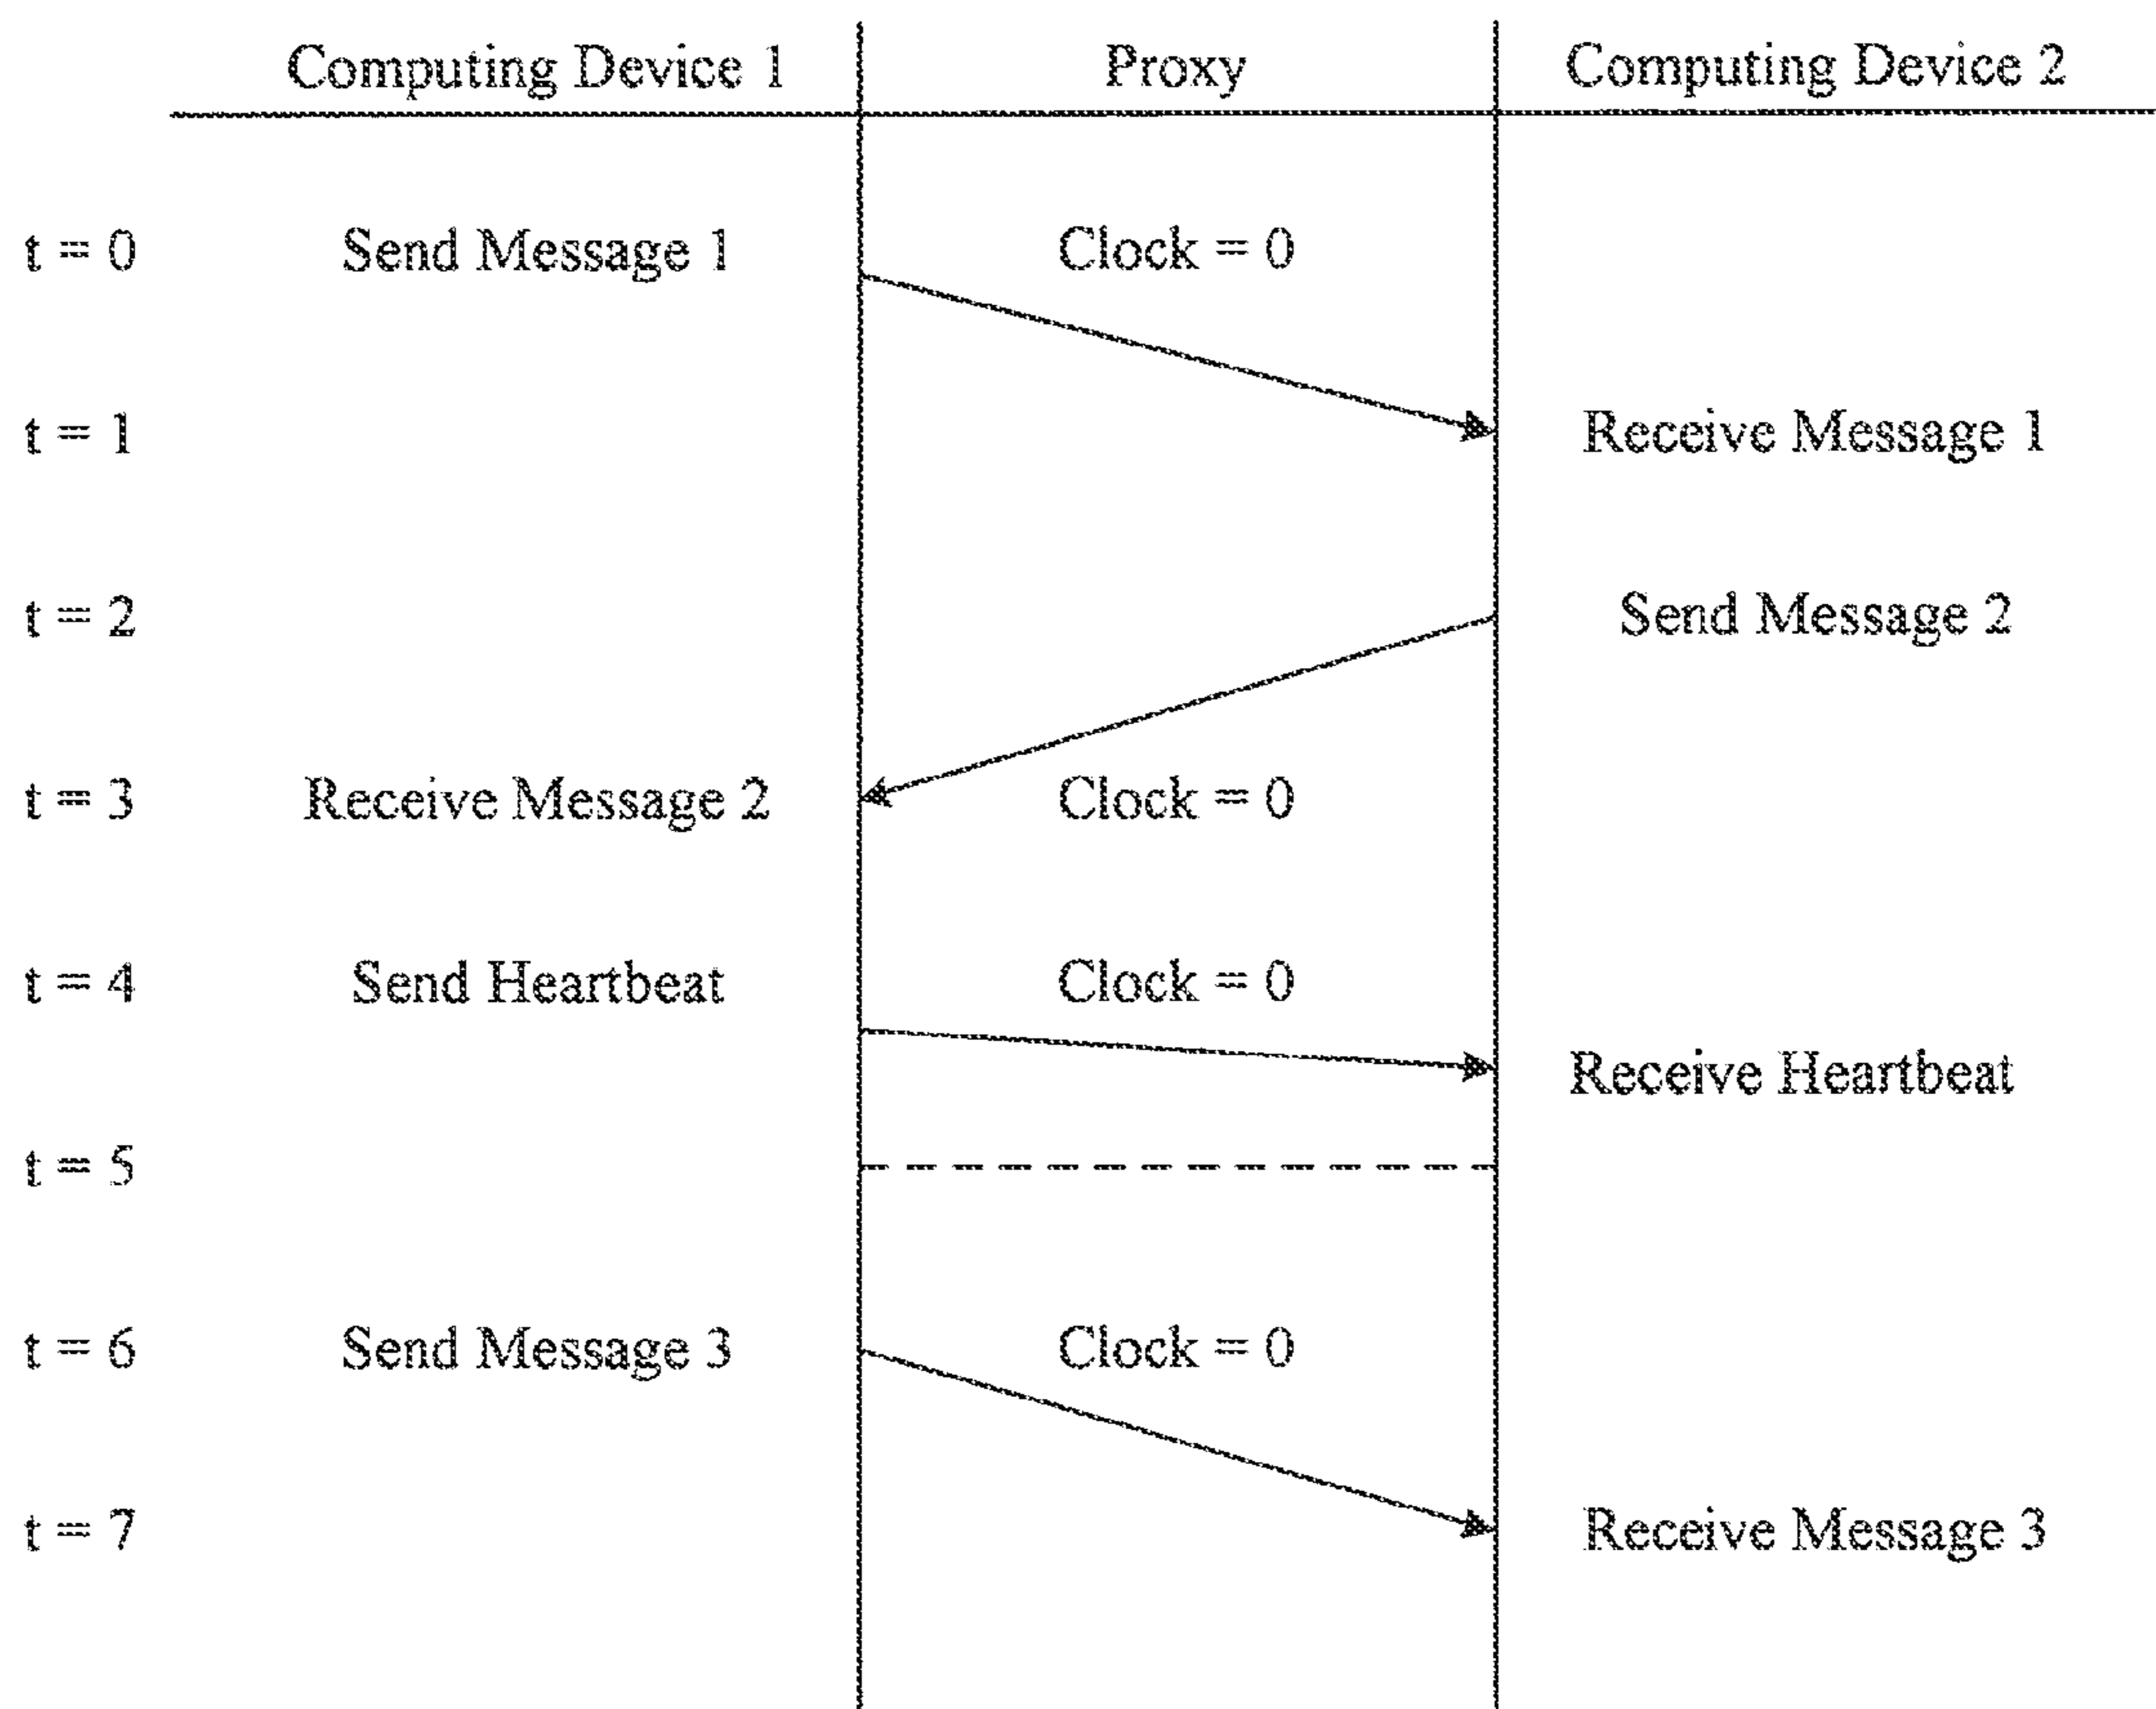 Computing Device 1 Proxy Computing Device 2
t = 0 Send Message 1 Clock = 0
t = 1 Receive Message 1
t = 2 Send Message 2
t = 3 Receive Message 2 Clock = 0
t = 4 Send Heartbeat Clock = 0
Receive Heartbeat
t = 5
t = 6 Send Message 3 Clock = 0
t = 7 Receive Message 3